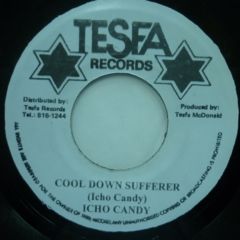 TESFA
RECORDS
Distributed by:
Tesfa Records
Tel.: 816-1244
Produced by:
Tesfa McDonald
COOL DOWN SUFFERER
(Icho Candy)
ICHO CANDY